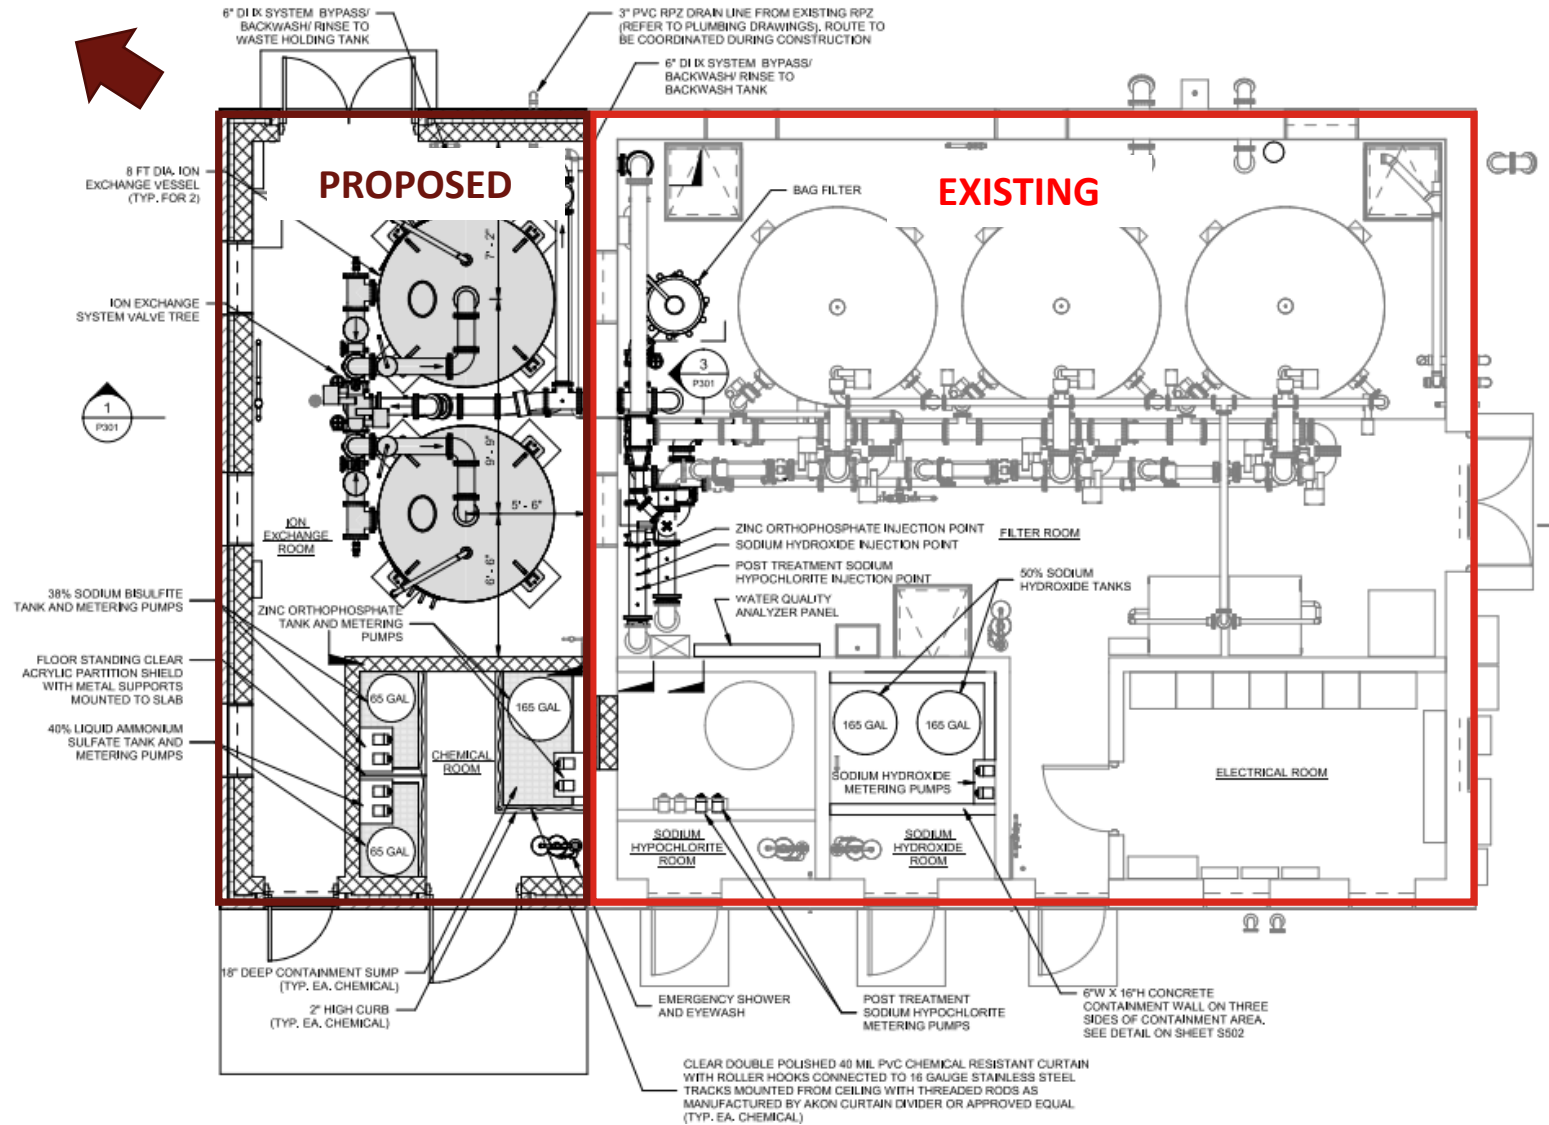 6" DI IX SYSTEM BYPASS/
BACKWASH/ RINSE TO
WASTE HOLDING TANK
3" PVC RPZ DRAIN LINE FROM EXISTING RPZ
(REFER TO PLUMBING DRAWINGS). ROUTE TO
BE COORDINATED DURING CONSTRUCTION
6" DI IX SYSTEM BYPASS/
BACKWASH/ RINSE TO
BACKWASH TANK
PROPOSED
EXISTING
8 FT DIA. ION
EXCHANGE VESSEL
(TYP. FOR 2)
BAG FILTER
7' - 2"
ION EXCHANGE
SYSTEM VALVE TREE
3
P301
1
P301
9' - 9"
5' - 6"
ION
EXCHANGE
ROOM
6' - 6"
ZINC ORTHOPHOSPHATE INJECTION POINT
SODIUM HYDROXIDE INJECTION POINT
POST TREATMENT SODIUM
HYPOCHLORITE INJECTION POINT
FILTER ROOM
50% SODIUM
HYDROXIDE TANKS
WATER QUALITY
ANALYZER PANEL
38% SODIUM BISULFITE
TANK AND METERING PUMPS
ZINC ORTHOPHOSPHATE
TANK AND METERING
PUMPS
FLOOR STANDING CLEAR
ACRYLIC PARTITION SHIELD
WITH METAL SUPPORTS
MOUNTED TO SLAB
65 GAL
165 GAL
165 GAL
165 GAL
40% LIQUID AMMONIUM
SULFATE TANK AND
METERING PUMPS
CHEMICAL
ROOM
SODIUM HYDROXIDE
METERING PUMPS
ELECTRICAL ROOM
65 GAL
SODIUM
HYPOCHLORITE
ROOM
SODIUM
HYDROXIDE
ROOM
18" DEEP CONTAINMENT SUMP
(TYP. EA. CHEMICAL)
2" HIGH CURB
(TYP. EA. CHEMICAL)
EMERGENCY SHOWER
AND EYEWASH
POST TREATMENT
SODIUM HYPOCHLORITE
METERING PUMPS
6"W X 16"H CONCRETE
CONTAINMENT WALL ON THREE
SIDES OF CONTAINMENT AREA.
SEE DETAIL ON SHEET S502
CLEAR DOUBLE POLISHED 40 MIL PVC CHEMICAL RESISTANT CURTAIN
WITH ROLLER HOOKS CONNECTED TO 16 GAUGE STAINLESS STEEL
TRACKS MOUNTED FROM CEILING WITH THREADED RODS AS
MANUFACTURED BY AKON CURTAIN DIVIDER OR APPROVED EQUAL
(TYP. EA. CHEMICAL)